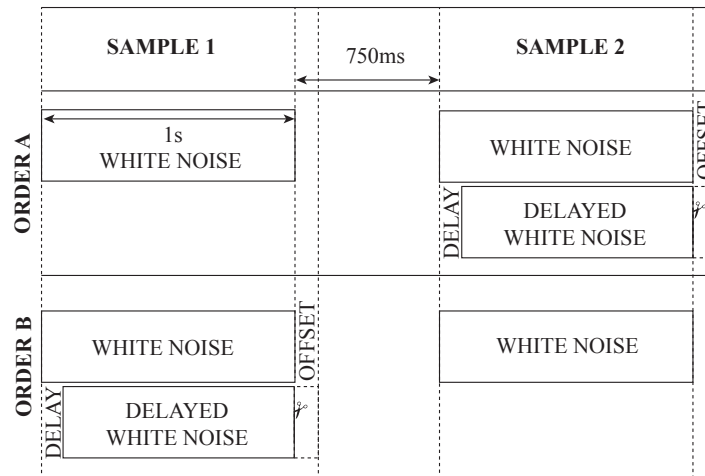 SAMPLE 1
750ms
SAMPLE 2
ORDER A
1s
WHITE NOISE
WHITE NOISE
OFFSET
DELAY
DELAYED
WHITE NOISE
ORDER B
WHITE NOISE
OFFSET
WHITE NOISE
DELAY
DELAYED
WHITE NOISE